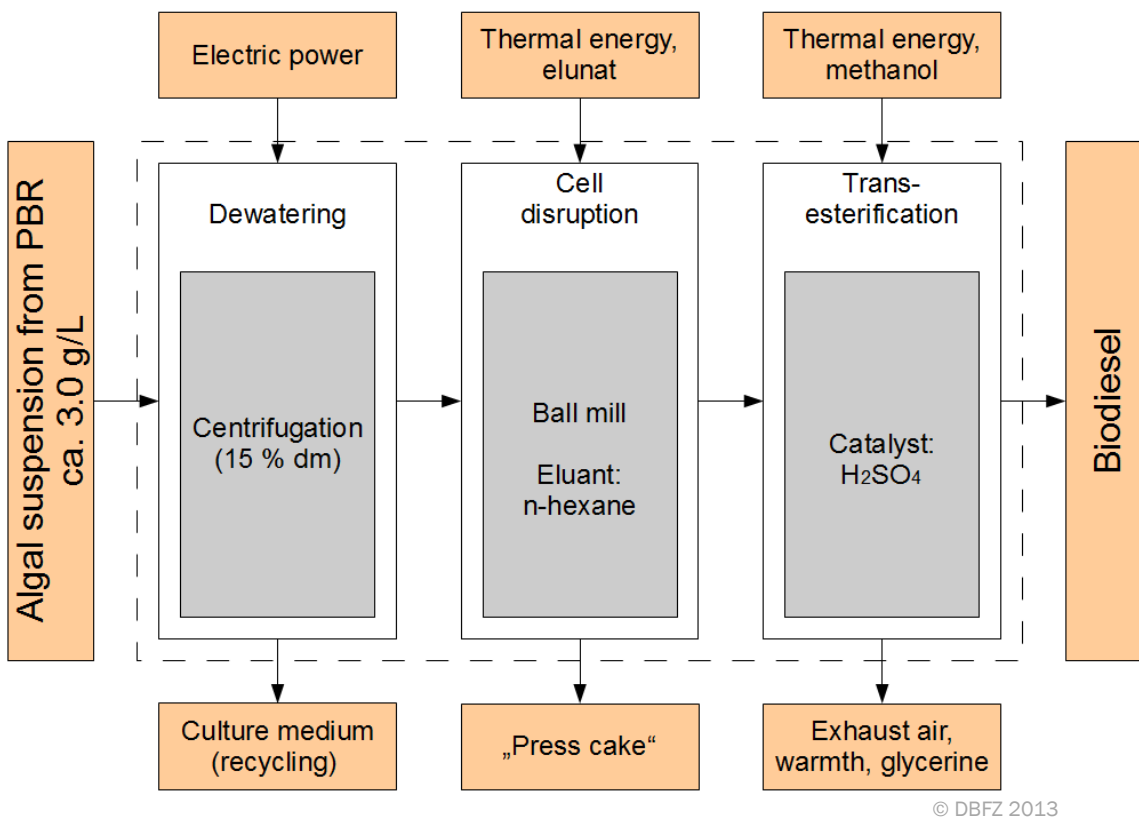 Electric power
Thermal energy,
elunat
Thermal energy,
methanol
Algal suspension from PBR
ca. 3.0 g/L
Dewatering
Centrifugation
(15 % dm)
Cell
disruption
Ball mill
Eluant:
n-hexane
Trans-
esterification
Catalyst:
H₂SO₄
Biodiesel
Culture medium
(recycling)
„Press cake“
Exhaust air,
warmth, glycerine
© DBFZ 2013